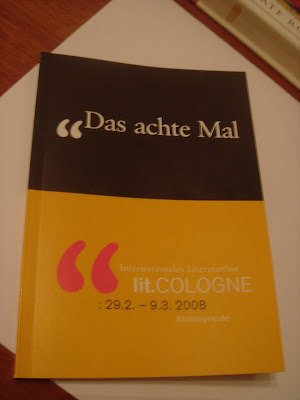 “Das achte Mal
Internationales Literaturfest
lit.COLOGNE
: 29.2. – 9.3. 2008
litcologne.de